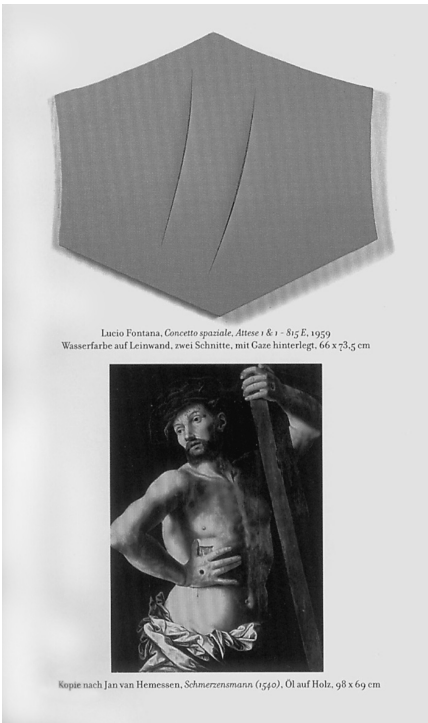 Lucio Fontana, Concetto spaziale, Attese 1 & 1 – 815 E, 1959
Wasserfarbe auf Leinwand, zwei Schnitte, mit Gaze hinterlegt, 66 x 73,5 cm
Kopie nach Jan van Hemessen, Schmerzensmann (1540), Öl auf Holz, 98 x 69 cm